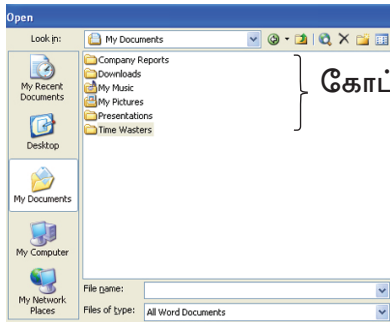 Open
Look in: My Documents
Company Reports
Downloads
My Music
My Pictures
Presentations
Time Wasters
My Recent
Documents
Desktop
My Documents
My Computer
My Network
Places
File name:
Files of type: All Word Documents